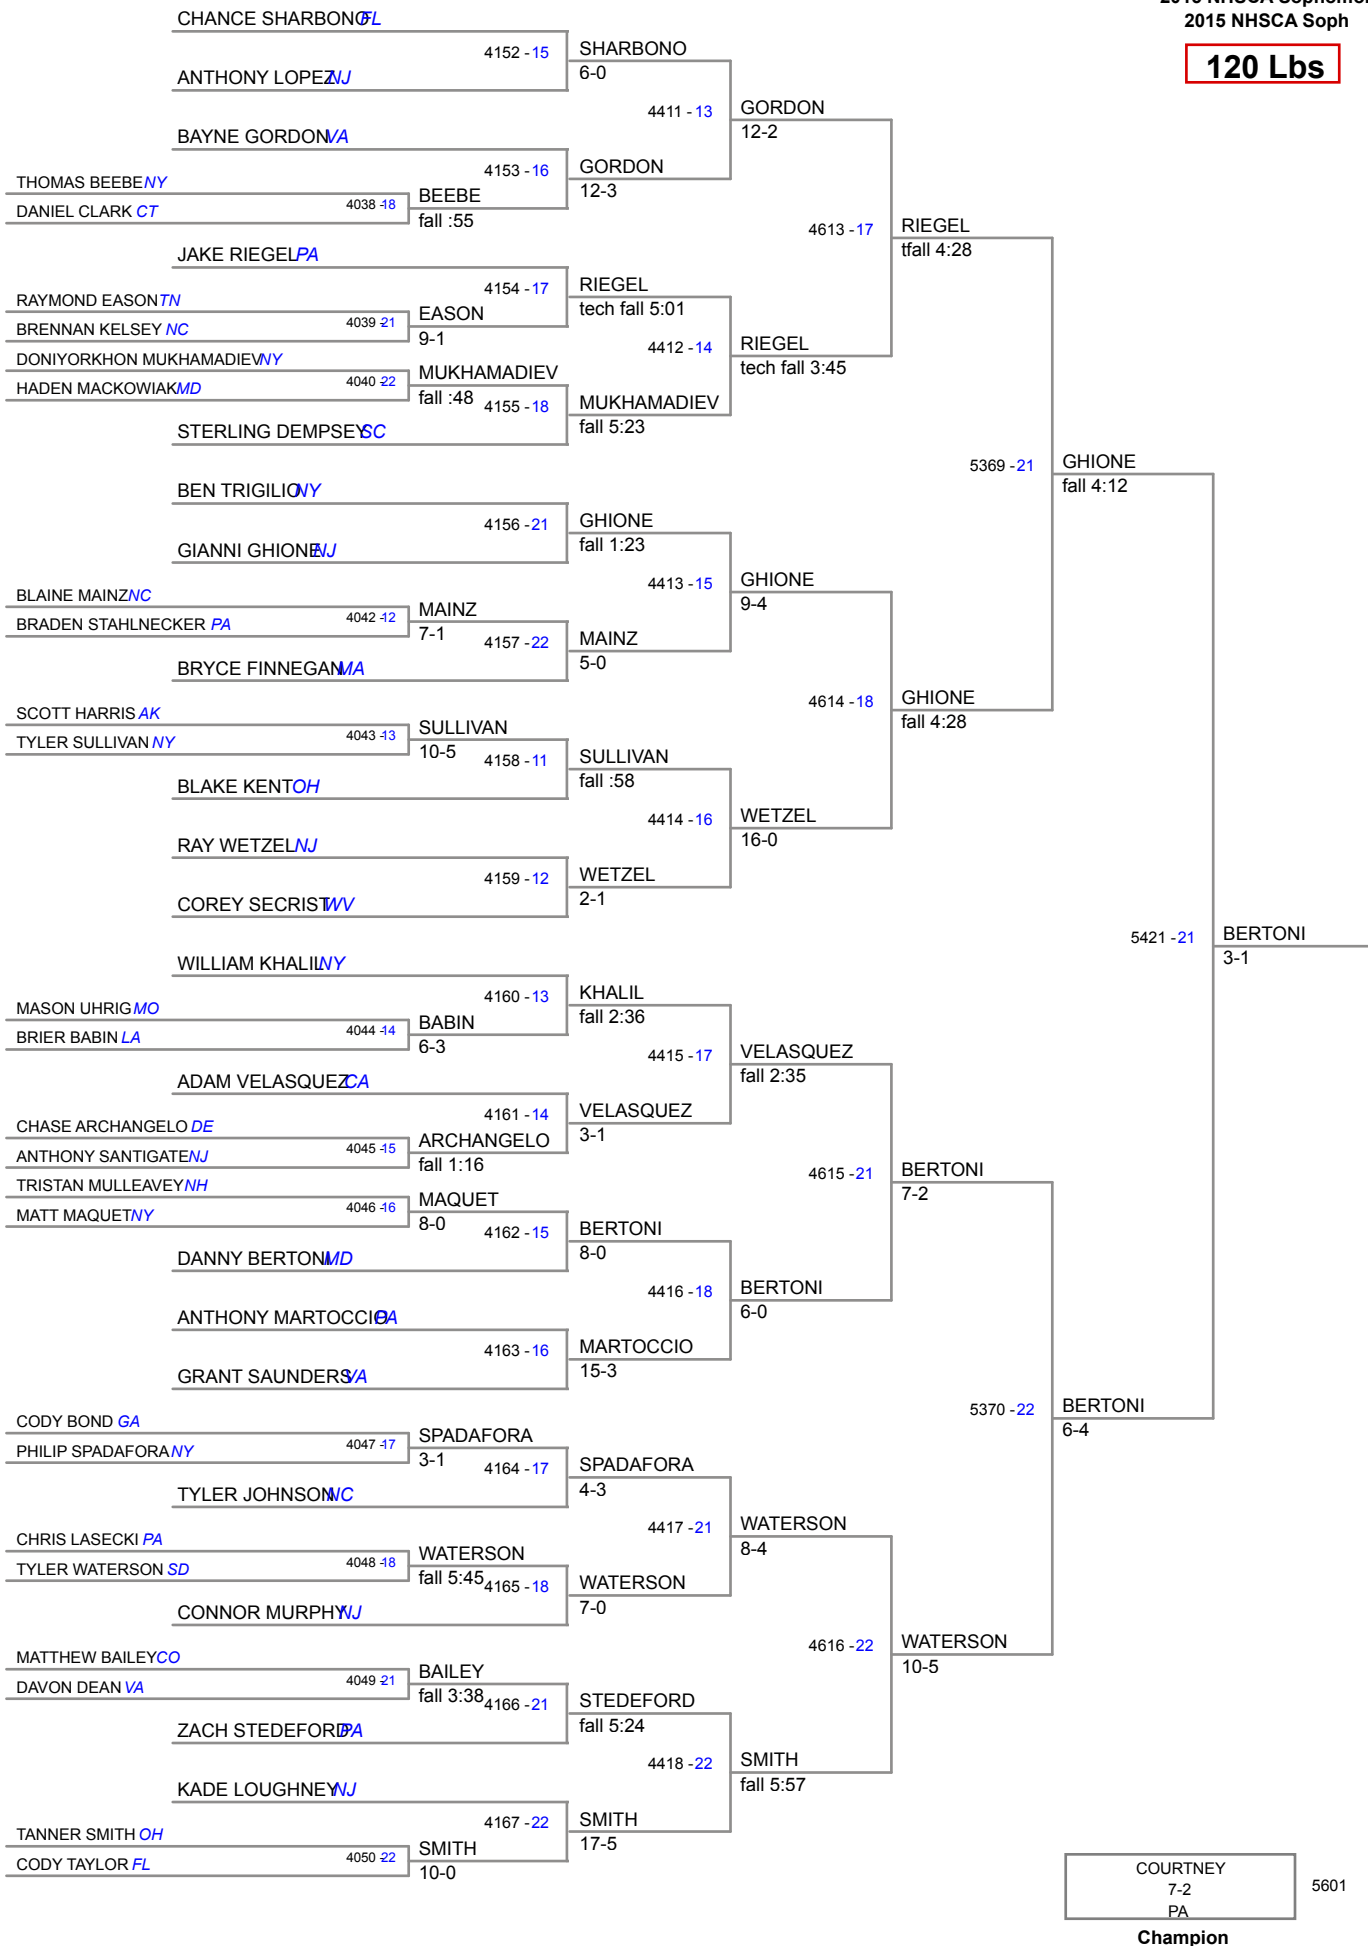 2015 NHSCA Soph
120 Lbs
CHANCE SHARBONO FL
4152 - 15 SHARBONO
6-0
ANTHONY LOPEZ NJ
4411 - 13 GORDON
12-2
BAYNE GORDON VA
4153 - 16 GORDON
12-3
THOMAS BEEBE NY
4038 - 18 BEEBE
DANIEL CLARK CT
fall :55
4613 - 17 RIEGEL
tfall 4:28
JAKE RIEGEL PA
4154 - 17 RIEGEL
tech fall 5:01
RAYMOND EASON TN
4039 - 21 EASON
BRENNAN KELSEY NC
9-1
4412 - 14 RIEGEL
tech fall 3:45
DONIYORKHON MUKHAMADIEV NY
4040 - 22 MUKHAMADIEV
HADEN MACKOWIAK MD
fall :48
4155 - 18 MUKHAMADIEV
fall 5:23
STERLING DEMPSEY SC
5369 - 21 GHIONE
fall 4:12
BEN TRIGILIO NY
4156 - 21 GHIONE
fall 1:23
GIANNI GHIONE NJ
4413 - 15 GHIONE
9-4
BLAINE MAINZ NC
4042 - 12 MAINZ
BRADEN STAHLNECKER PA
7-1
4157 - 22 MAINZ
5-0
BRYCE FINNEGAN MA
4614 - 18 GHIONE
fall 4:28
SCOTT HARRIS AK
4043 - 13 SULLIVAN
TYLER SULLIVAN NY
10-5
4158 - 11 SULLIVAN
fall :58
BLAKE KENT OH
4414 - 16 WETZEL
16-0
RAY WETZEL NJ
4159 - 12 WETZEL
2-1
COREY SECRIST WV
5421 - 21 BERTONI
3-1
WILLIAM KHALIL NY
4160 - 13 KHALIL
fall 2:36
MASON UHRIG MO
4044 - 14 BABIN
BRIER BABIN LA
6-3
4415 - 17 VELASQUEZ
fall 2:35
ADAM VELASQUEZ CA
4161 - 14 VELASQUEZ
3-1
CHASE ARCHANGELO DE
4045 - 15 ARCHANGELO
ANTHONY SANTIGATE NJ
fall 1:16
4615 - 21 BERTONI
7-2
TRISTAN MULLEAVEY NH
4046 - 16 MAQUET
MATT MAQUET NY
8-0
4162 - 15 BERTONI
8-0
DANNY BERTONI MD
4416 - 18 BERTONI
6-0
ANTHONY MARTOCCIO PA
4163 - 16 MARTOCCIO
15-3
GRANT SAUNDERS VA
5370 - 22 BERTONI
6-4
CODY BOND GA
4047 - 17 SPADAFORA
PHILIP SPADAFORA NY
3-1
4164 - 17 SPADAFORA
4-3
TYLER JOHNSON NC
4417 - 21 WATERSON
8-4
CHRIS LASECKI PA
4048 - 18 WATERSON
TYLER WATERSON SD
fall 5:45
4165 - 18 WATERSON
7-0
CONNOR MURPHY NJ
4616 - 22 WATERSON
10-5
MATTHEW BAILEY CO
4049 - 21 BAILEY
DAVON DEAN VA
fall 3:38
4166 - 21 STEDEFORD
fall 5:24
ZACH STEDEFORD PA
4418 - 22 SMITH
fall 5:57
KADE LOUGHNEY NJ
4167 - 22 SMITH
17-5
TANNER SMITH OH
4050 - 22 SMITH
CODY TAYLOR FL
10-0
COURTNEY
7-2
PA
5601
Champion